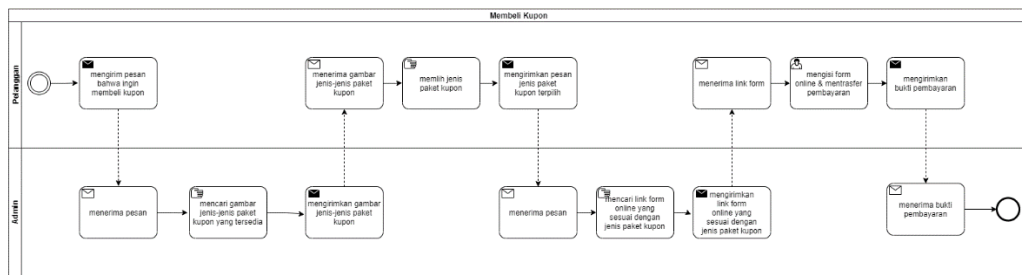 Membeli Kupon
Pelanggan
mengirim pesan
bahwa ingin
membeli kupon
menerima gambar
jenis-jenis paket
kupon
memlih jenis
paket kupon
mengirimkan pesan
jenis paket
kupon terpilih
menerima link form
mengisi form
online & mentrasfer
pembayaran
mengirimkan
bukti pembayaran
Admin
menerima pesan
mencari gambar
jenis-jenis paket
kupon yang tersedia
mengirimkan gambar
jenis-jenis paket
kupon
menerima pesan
mencari link form
online yang
sesuai dengan
jenis paket kupon
mengirimkan
link form
online yang
sesuai dengan
jenis paket kupon
menerima bukti
pembayaran